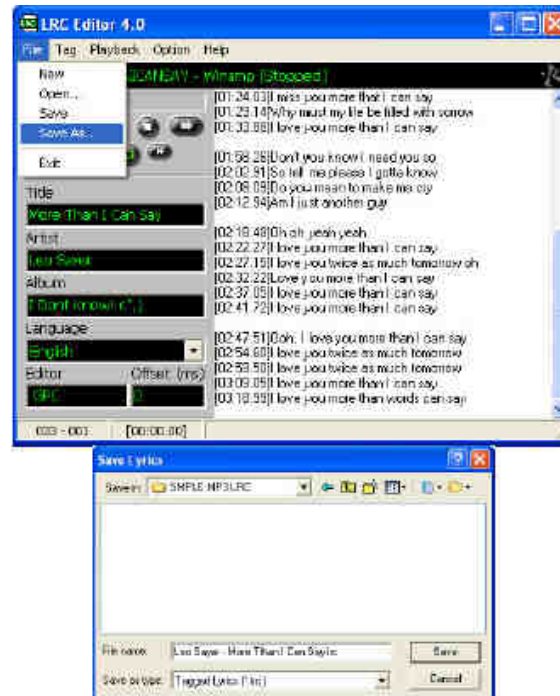 LRC Editor 4.0
File Tag Playback Option Help
Winamp [Stopped]
New
Open...
Save
Save As...
Exit
Title
More Than I Can Say
Artist
Leo Sayer
Album
I Dont know
Language
English
Editor Offset (ms)
0
[01:24.03]I miss you more that I can say
[01:29.14]Why must my life be filled with sorrow
[01:33.88]I love you more than I can say
[01:58.26]Don't you know I need you so
[02:02.91]So tell me please I gotta know
[02:08.09]Do you mean to make me cry
[02:12.94]Am I just another guy
[02:18.48]Oh oh yeah yeah
[02:22.27]I love you more than I can say
[02:27.15]I love you twice as much tomorrow oh
[02:32.22]Love you more than I can say
[02:37.05]I love you more than I can say
[02:41.72]I love you more than I can say
[02:47.51]Ooh, I love you more than I can say
[02:54.60]I love you twice as much tomorrow
[02:59.50]I love you twice as much tomorrow
[03:09.05]I love you more than I can say
[03:18.55]I love you more than words can say
[00:00.00]
Save Lyrics
Save in: SMPLE MP3LRC
File name: Leo Sayer - More Than I Can Say.lrc
Save
Save as type: Tagged Lyrics (*.lrc)
Cancel